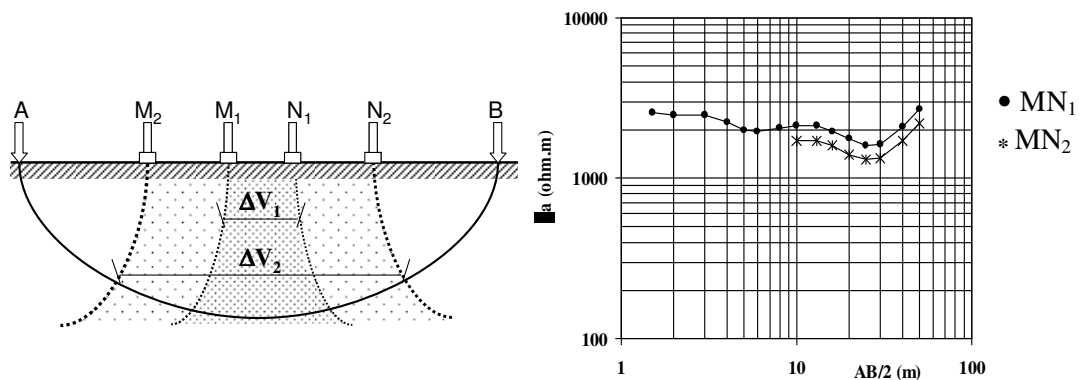 A M₂ M₁ N₁ N₂ B
ΔV₁
ΔV₂
10000
1000
100
a (ohm.m)
1 10 100
AB/2 (m)
● MN₁
* MN₂